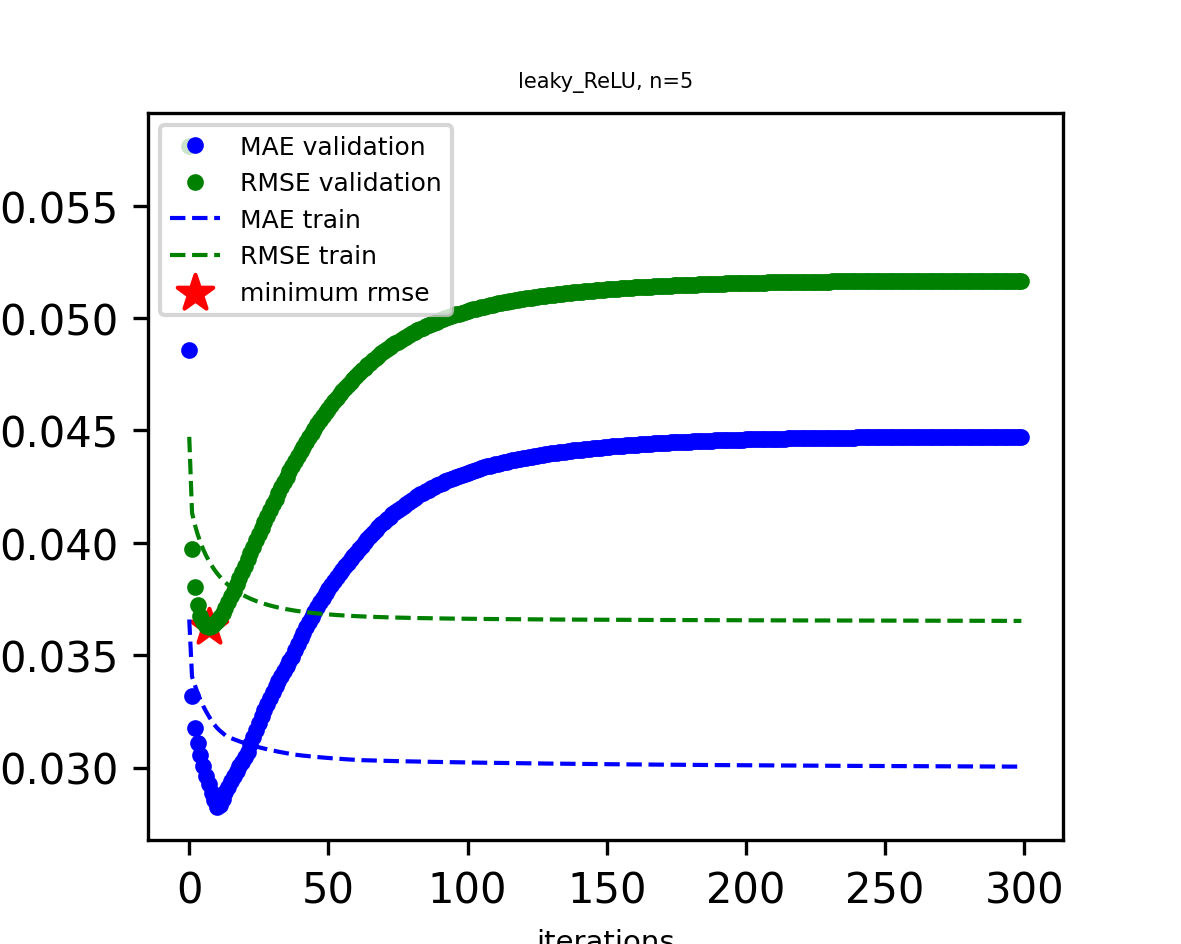 leaky_ReLU, n=5
MAE validation
RMSE validation
MAE train
RMSE train
minimum rmse
0.055
0.050
0.045
0.040
0.035
0.030
0 50 100 150 200 250 300
iterations